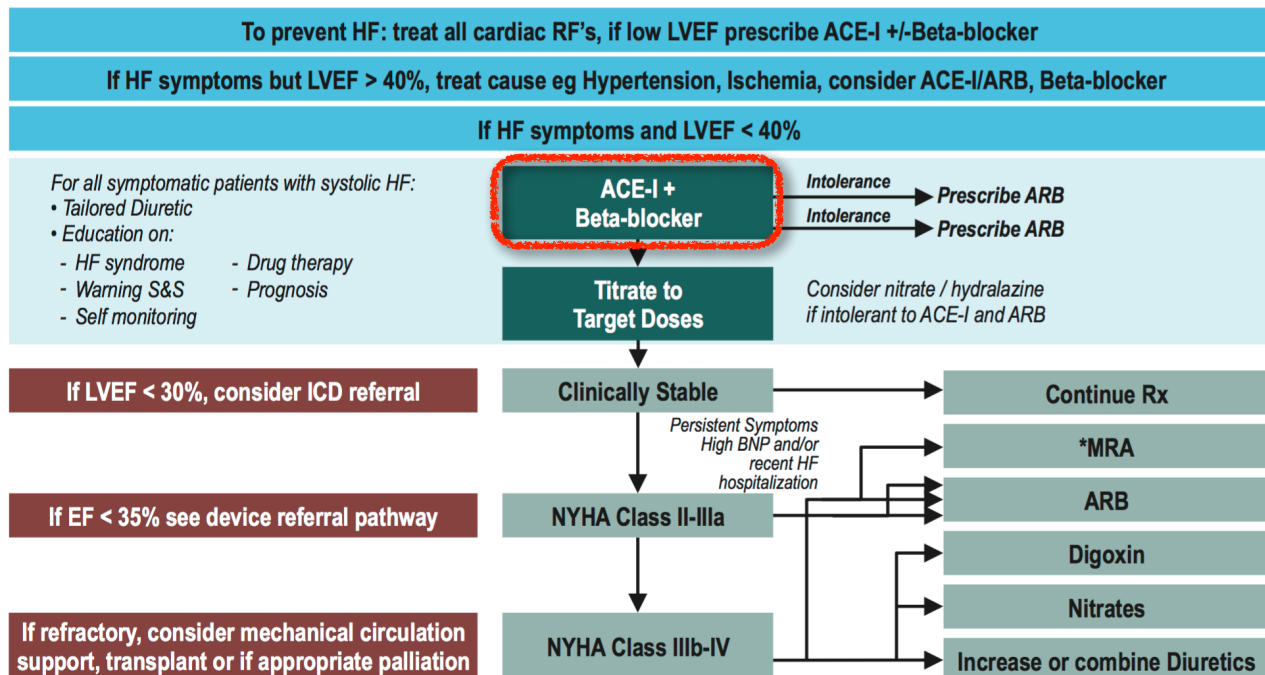 To prevent HF: treat all cardiac RF's, if low LVEF prescribe ACE-I +/-Beta-blocker
If HF symptoms but LVEF > 40%, treat cause eg Hypertension, Ischemia, consider ACE-I/ARB, Beta-blocker
If HF symptoms and LVEF < 40%
For all symptomatic patients with systolic HF:
• Tailored Diuretic
• Education on:
- HF syndrome
- Drug therapy
- Warning S&S
- Prognosis
- Self monitoring
ACE-I +
Beta-blocker
Intolerance
Prescribe ARB
Intolerance
Prescribe ARB
Titrate to
Target Doses
Consider nitrate / hydralazine
if intolerant to ACE-I and ARB
If LVEF < 30%, consider ICD referral
Clinically Stable
Continue Rx
Persistent Symptoms
High BNP and/or
recent HF
hospitalization
*MRA
If EF < 35% see device referral pathway
NYHA Class II-IIIa
ARB
Digoxin
Nitrates
If refractory, consider mechanical circulation
support, transplant or if appropriate palliation
NYHA Class IIIb-IV
Increase or combine Diuretics